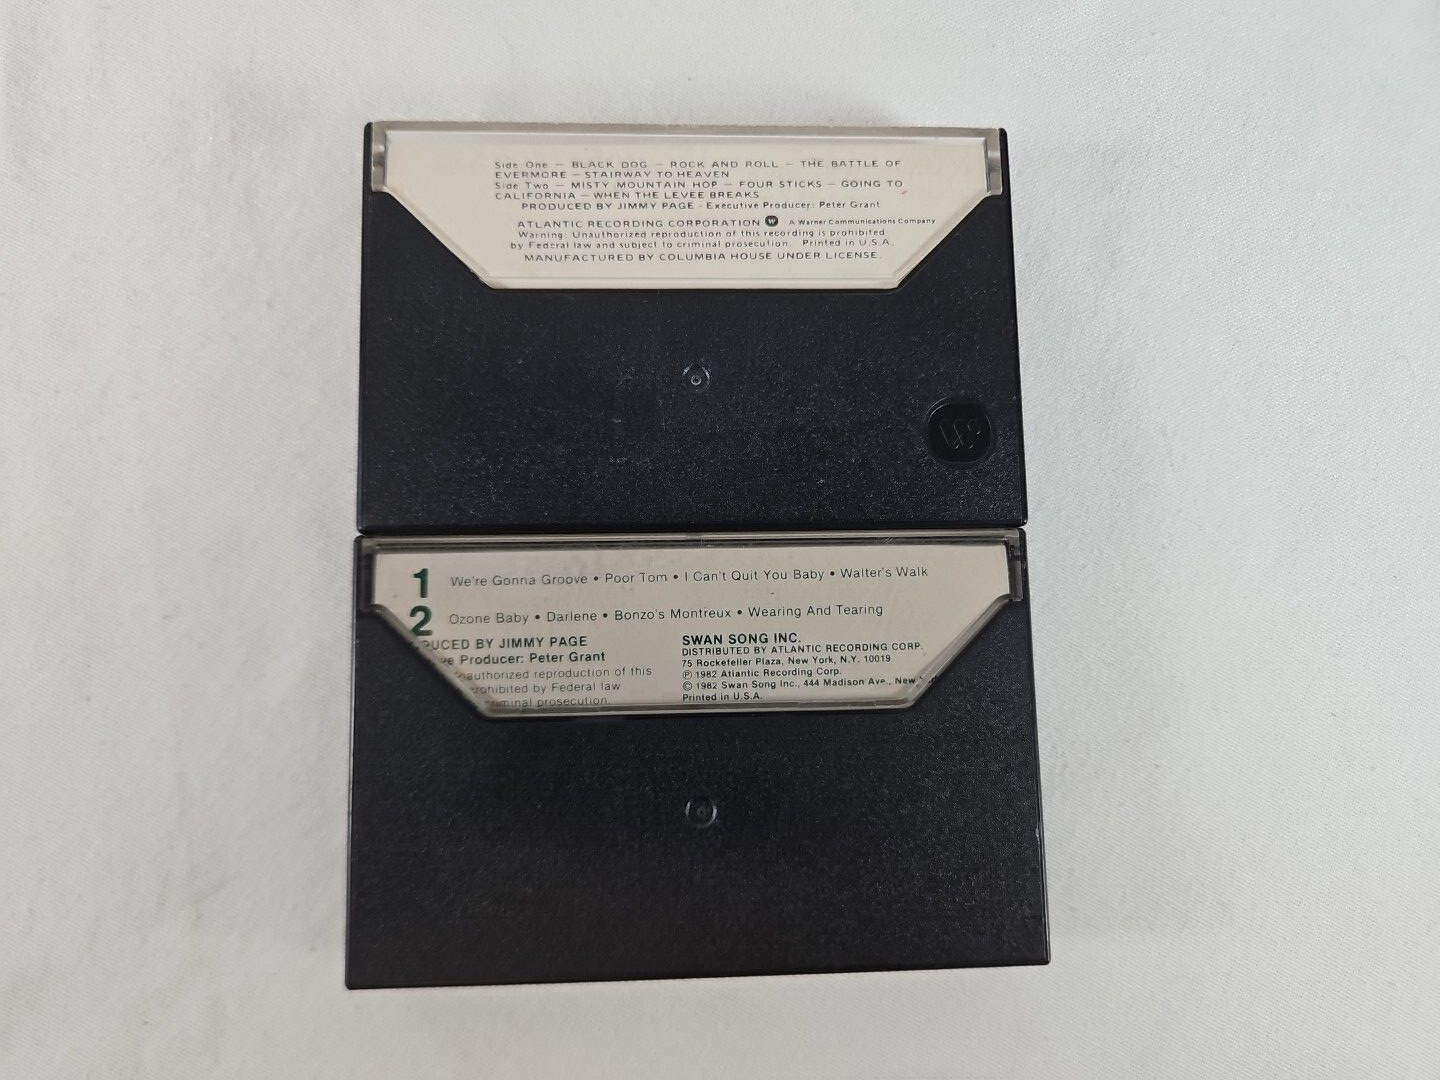 Side One — BLACK DOG — ROCK AND ROLL — THE BATTLE OF
EVERMORE — STAIRWAY TO HEAVEN
Side Two — MISTY MOUNTAIN HOP — FOUR STICKS — GOING TO
CALIFORNIA — WHEN THE LEVEE BREAKS
PRODUCED BY JIMMY PAGE - Executive Producer: Peter Grant
ATLANTIC RECORDING CORPORATION W A Warner Communications Company
Warning: Unauthorized reproduction of this recording is prohibited
by Federal law and subject to criminal prosecution. Printed in U.S.A.
MANUFACTURED BY COLUMBIA HOUSE UNDER LICENSE.
1 We're Gonna Groove • Poor Tom • I Can't Quit You Baby • Walter's Walk
2 Ozone Baby • Darlene • Bonzo's Montreux • Wearing And Tearing
UCED BY JIMMY PAGE
ve Producer: Peter Grant
authorized reproduction of this
rohibited by Federal law
riminal prosecution.
SWAN SONG INC.
DISTRIBUTED BY ATLANTIC RECORDING CORP.
75 Rockefeller Plaza, New York, N.Y. 10019
℗ 1982 Atlantic Recording Corp.
© 1982 Swan Song Inc., 444 Madison Ave., New
Printed in U.S.A.